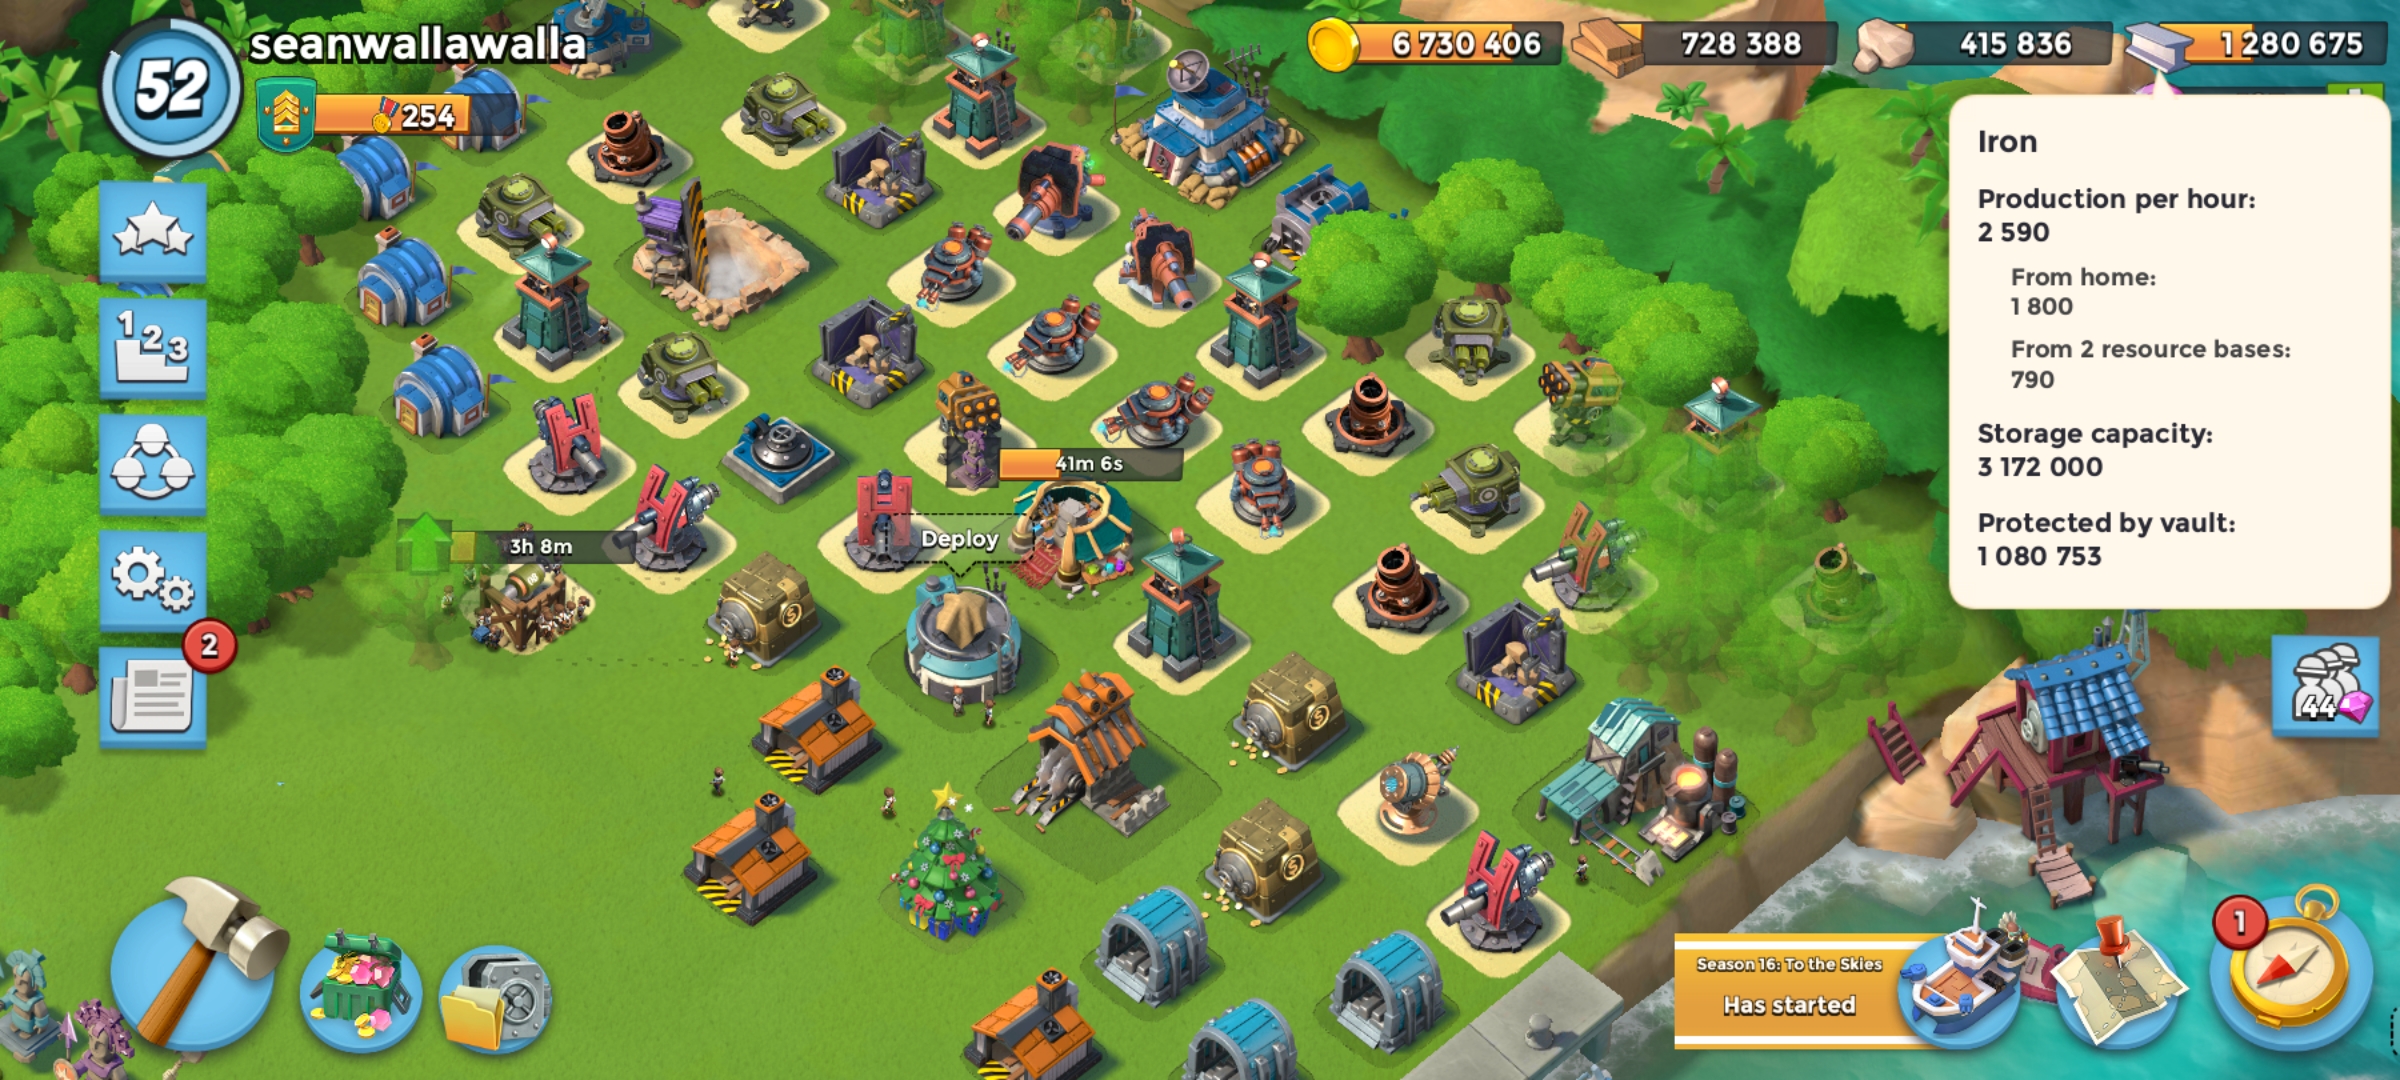 52
seanwallawalla
254
6 730 406
728 388
415 836
1 280 675
Iron
Production per hour:
2 590
From home:
1 800
From 2 resource bases:
790
Storage capacity:
3 172 000
Protected by vault:
1 080 753
123
41m 6s
Deploy
3h 8m
2
44
1
Season 16: To the Skies
Has started